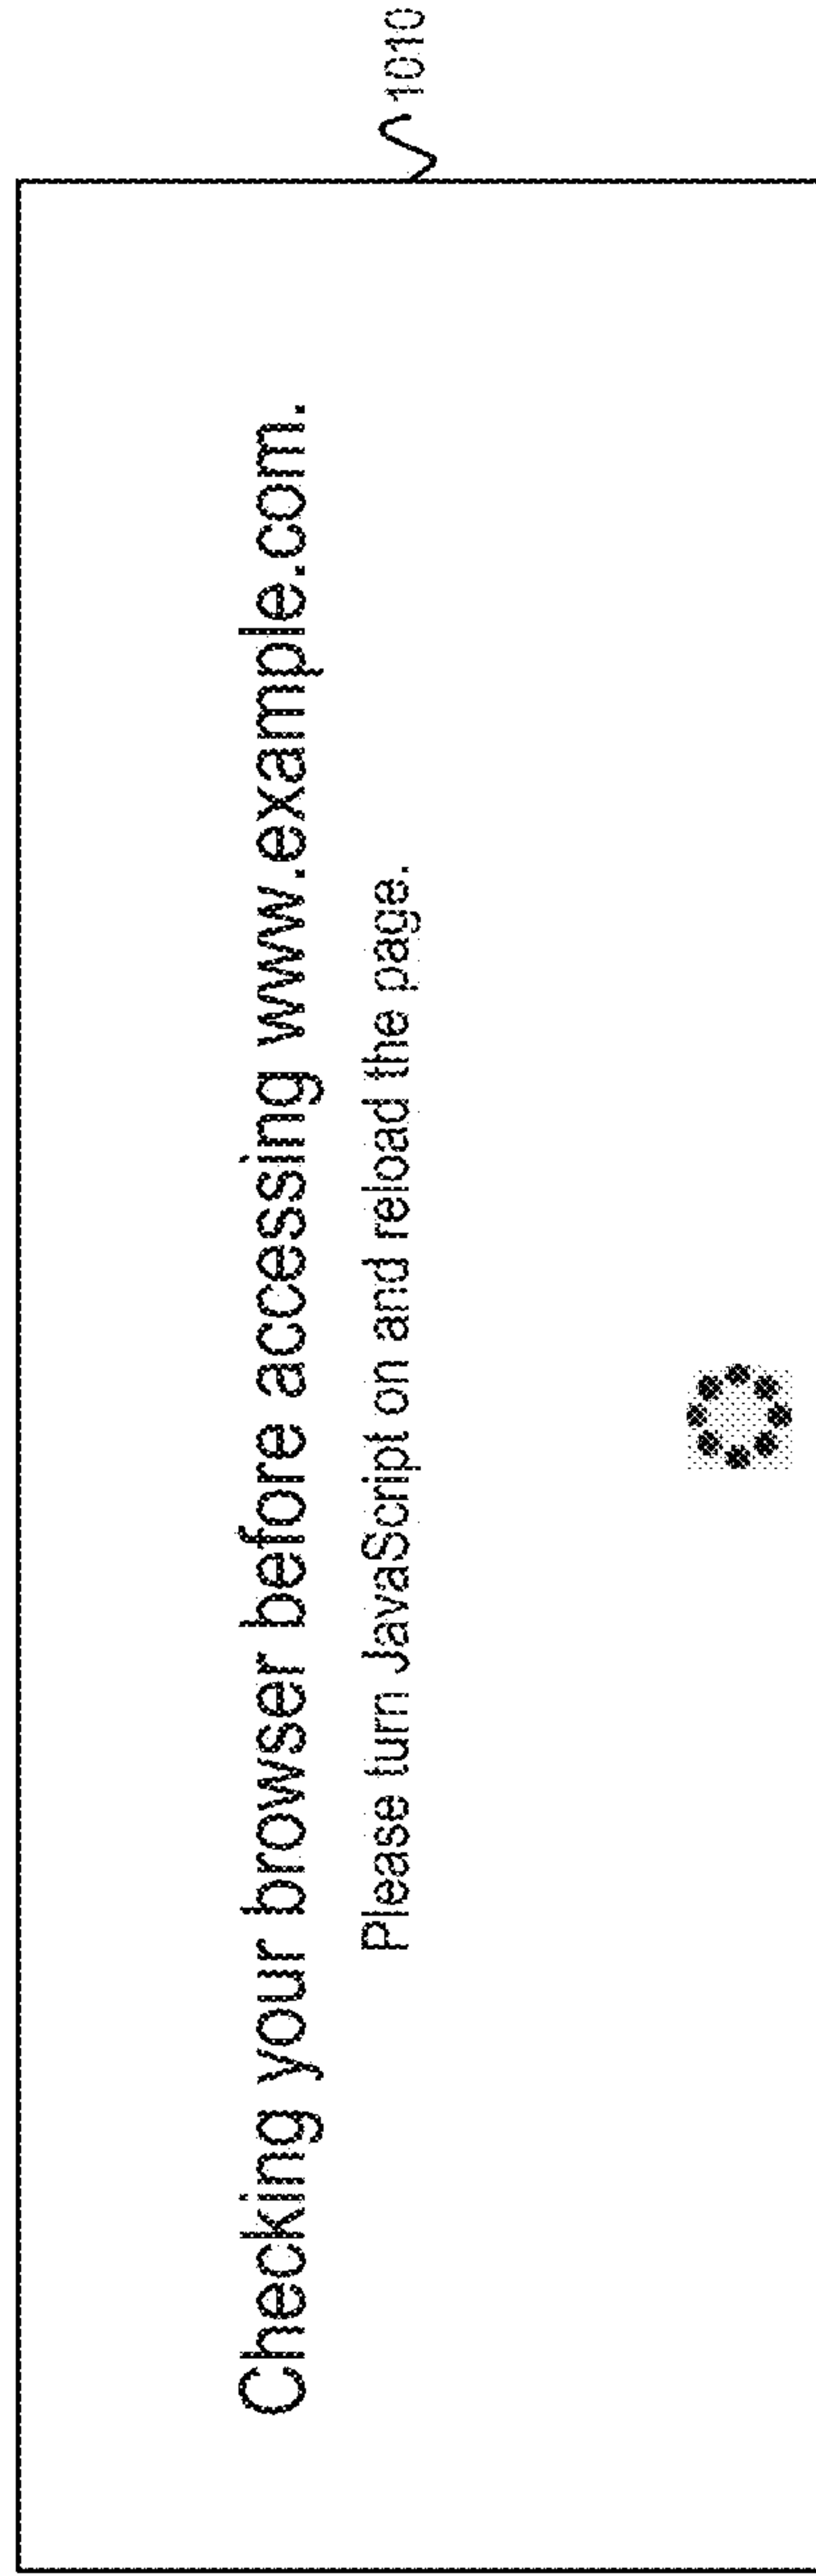 Checking your browser before accessing www.example.com.
Please turn JavaScript on and reload the page.
1010